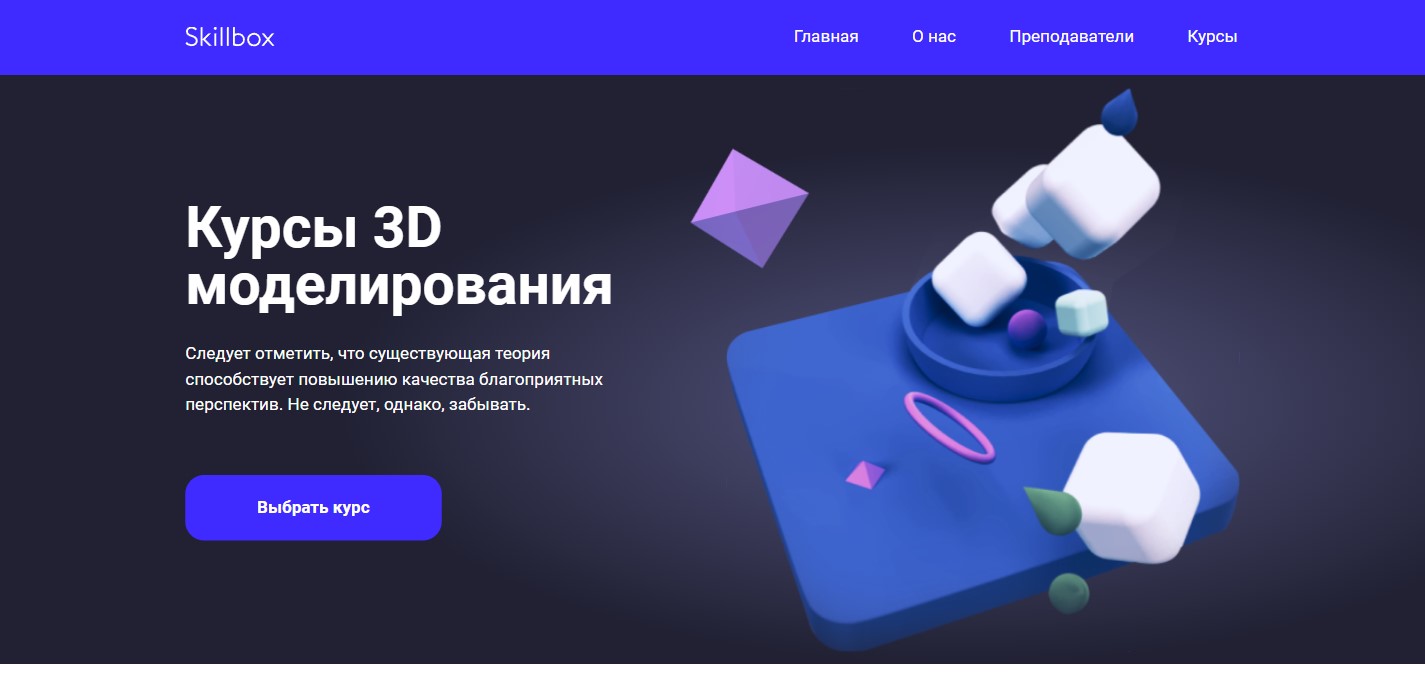 Skillbox
Главная
О нас
Преподаватели
Курсы
Курсы 3D
моделирования
Следует отметить, что существующая теория
способствует повышению качества благоприятных
перспектив. Не следует, однако, забывать.
Выбрать курс